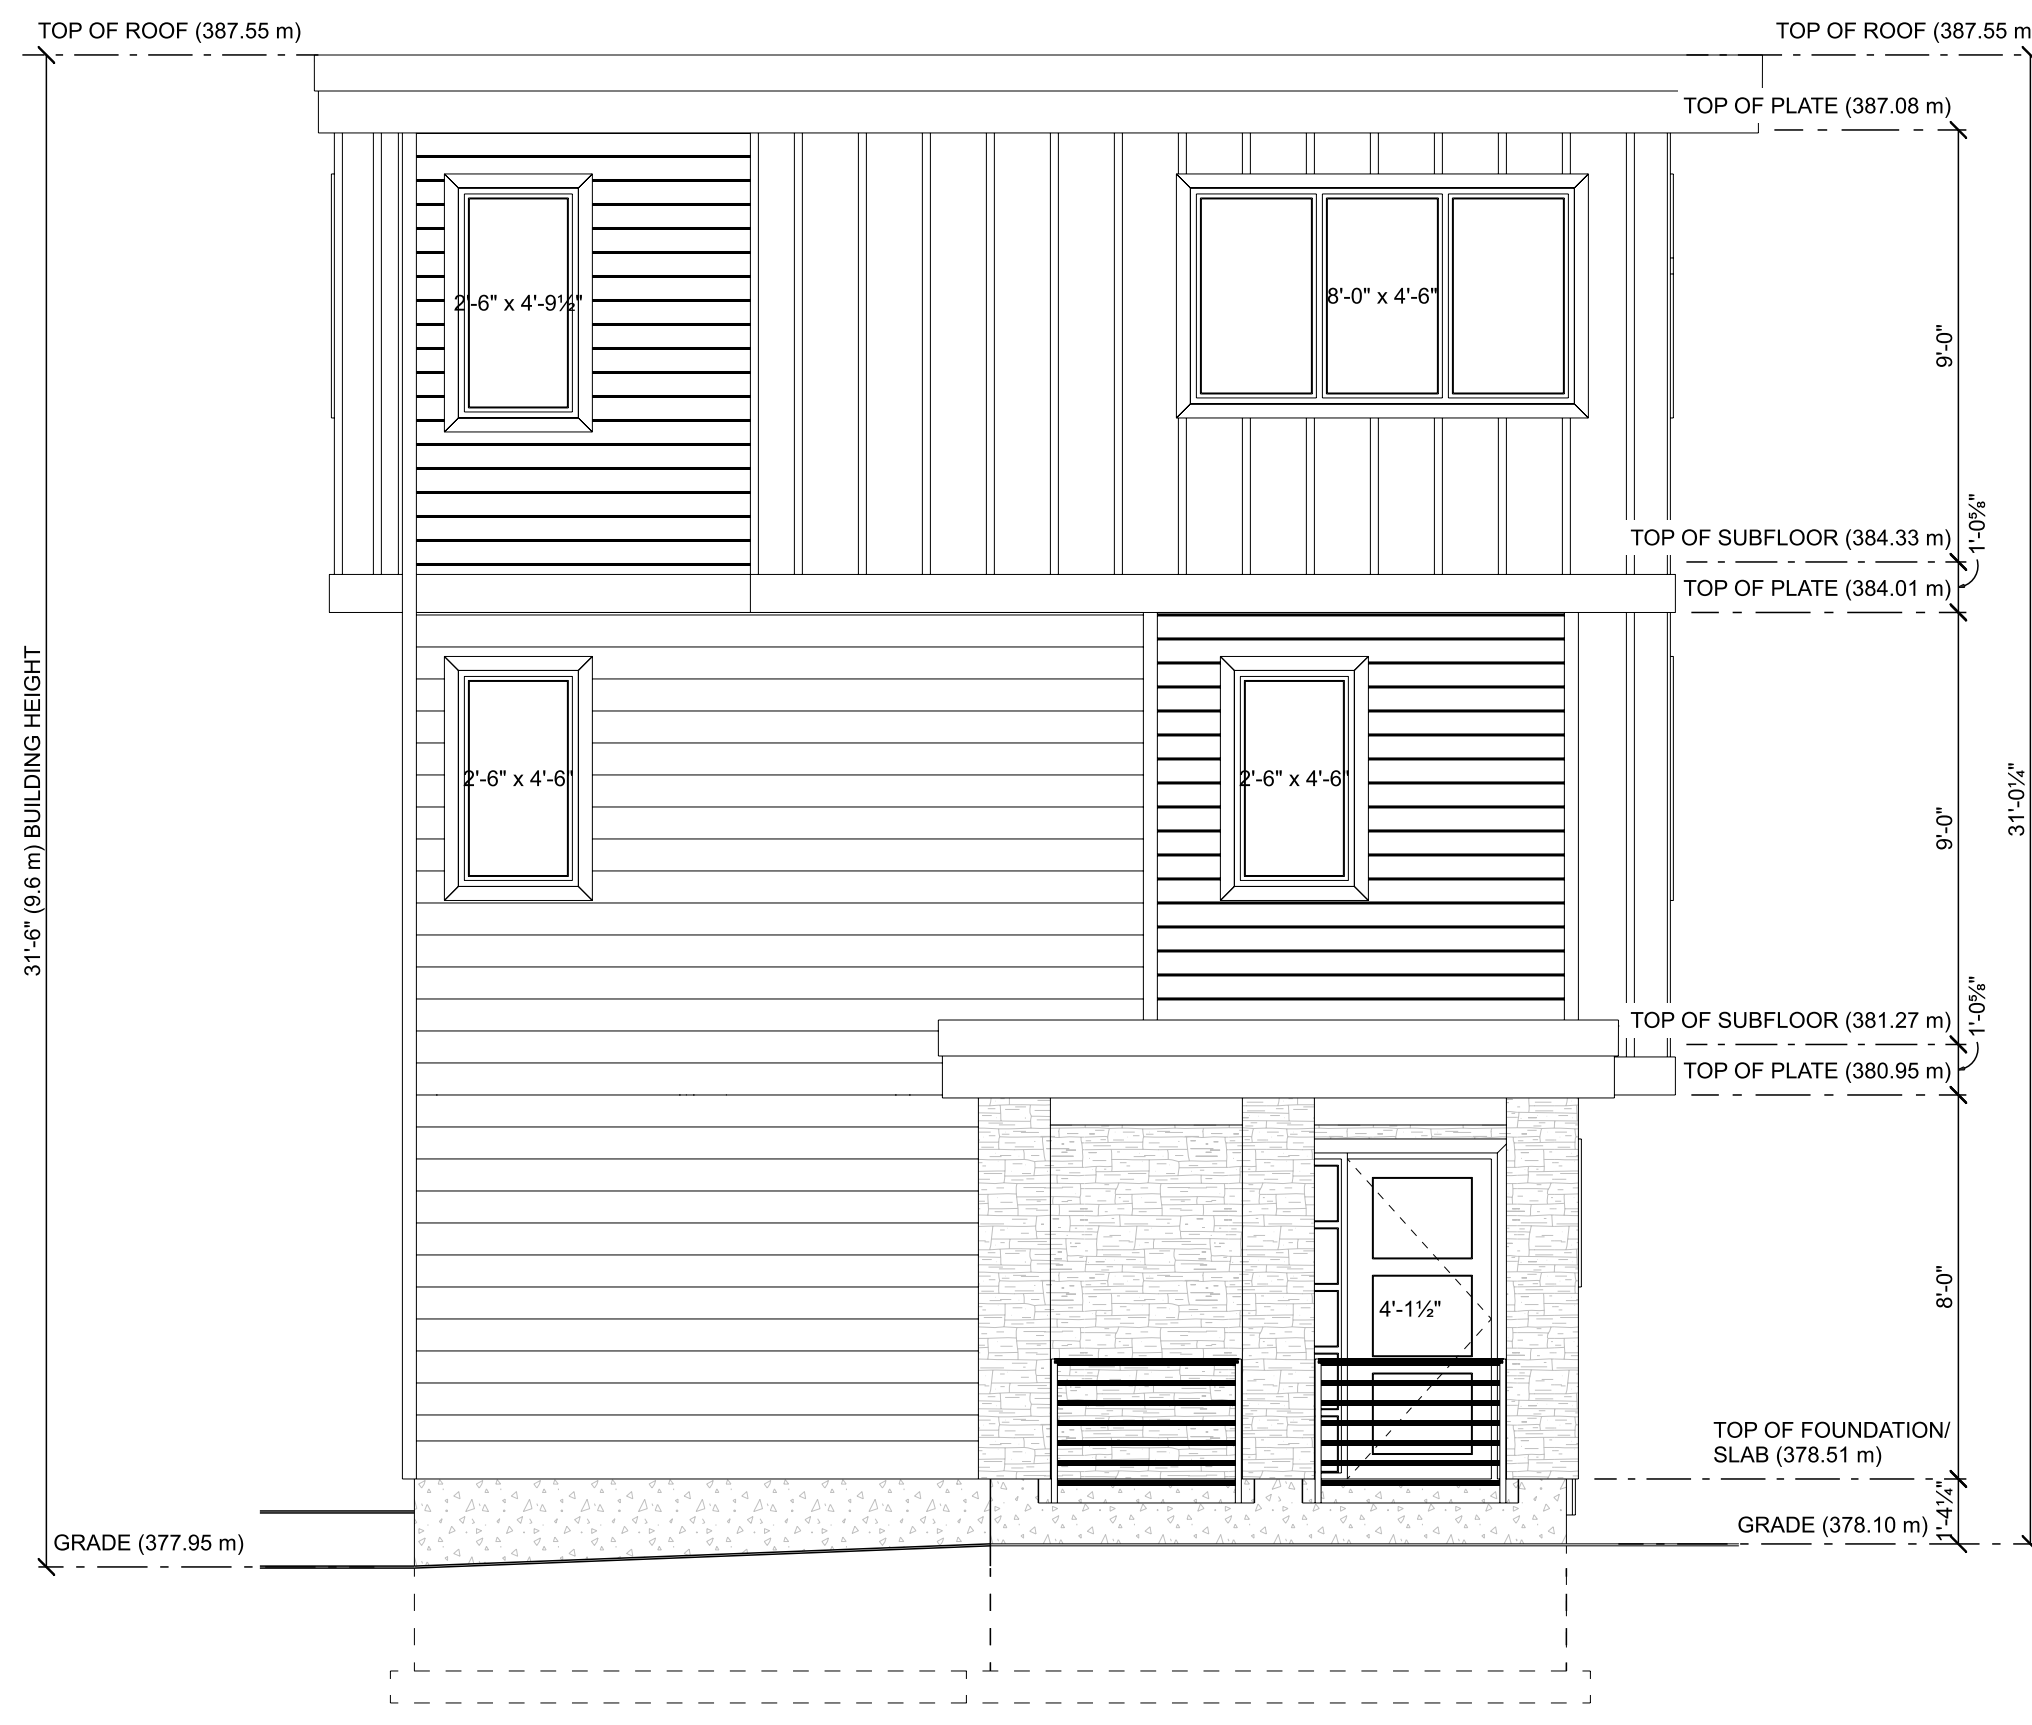 TOP OF ROOF (387.55 m)
TOP OF ROOF (387.55 m
TOP OF PLATE (387.08 m)
2'-6" x 4'-9½"
8'-0" x 4'-6"
9'-0"
1'-0⅝"
TOP OF SUBFLOOR (384.33 m)
TOP OF PLATE (384.01 m)
31'-6" (9.6 m) BUILDING HEIGHT
2'-6" x 4'-6"
2'-6" x 4'-6"
9'-0"
31'-0¼"
1'-0⅝"
TOP OF SUBFLOOR (381.27 m)
TOP OF PLATE (380.95 m)
4'-1½"
8'-0"
TOP OF FOUNDATION/
SLAB (378.51 m)
1'-4¼"
GRADE (378.10 m)
GRADE (377.95 m)